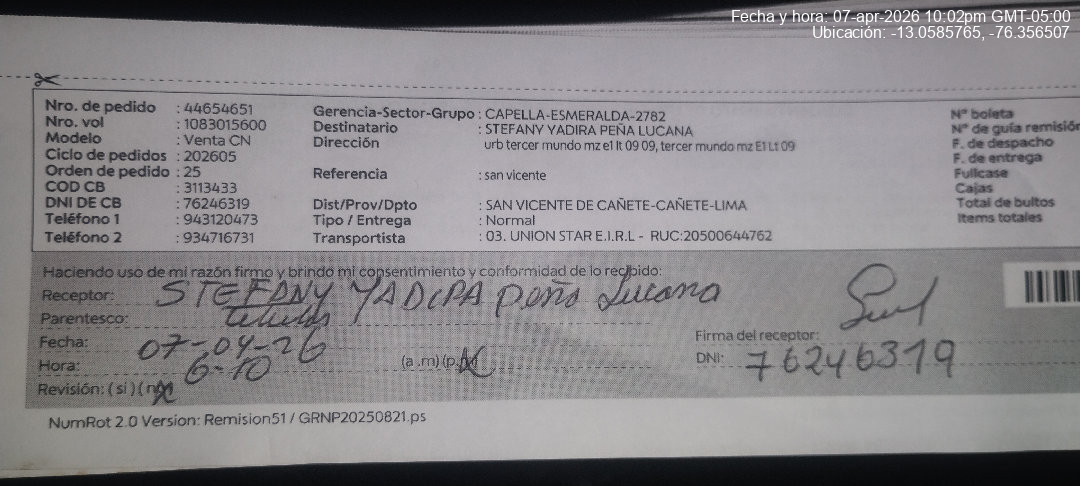 Fecha y hora: 07-apr-2026 10:02pm GMT-05:00
Ubicación: -13.0585765, -76.356507
Nro. de pedido : 44654651
Nro. vol : 1083015600
Modelo : Venta CN
Ciclo de pedidos : 202605
Orden de pedido : 25
COD CB : 3113433
DNI DE CB : 76246319
Teléfono 1 : 943120473
Teléfono 2 : 934716731
Gerencia-Sector-Grupo : CAPELLA-ESMERALDA-2782
Destinatario : STEFANY YADIRA PEÑA LUCANA
Dirección urb tercer mundo mz e1 lt 09 09, tercer mundo mz E1 Lt 09
Referencia : san vicente
Dist/Prov/Dpto : SAN VICENTE DE CAÑETE-CAÑETE-LIMA
Tipo / Entrega : Normal
Transportista : 03. UNION STAR E.I.R.L - RUC:20500644762
Nº boleta
Nº de guía remisión
F. de despacho
F. de entrega
Fullcase
Cajas
Total de bultos
Items totales
Haciendo uso de mi razón firmo y brindo mi consentimiento y conformidad de lo recibido:
Receptor: STEFANY YADIRA Peña Lucana
Parentesco: titular
Fecha: 07-04-26
Hora: 6-10 (a.m) (p.m)
Revisión: ( si ) ( no)
Firma del receptor:
DNI: 76246319
NumRot 2.0 Version: Remision51 / GRNP20250821.ps